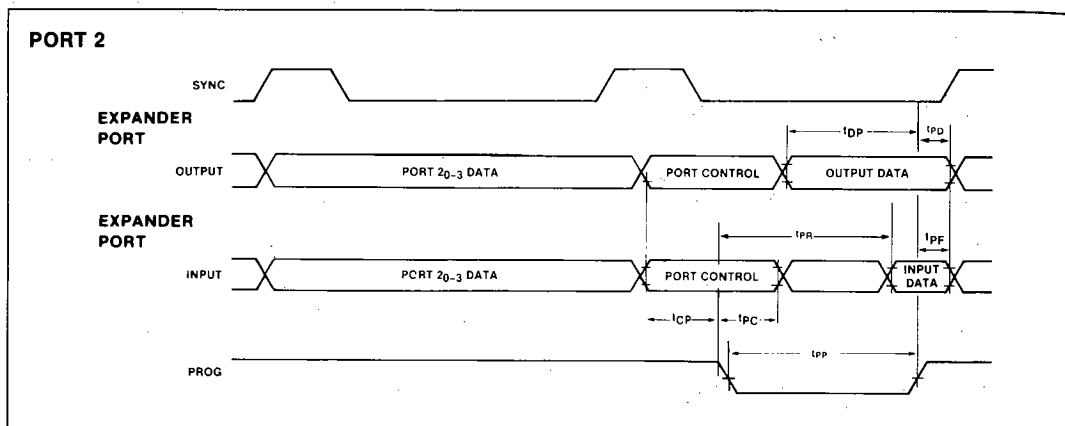 PORT 2
SYNC
EXPANDER
PORT
tDP
tPD
OUTPUT
PORT 20-3 DATA
PORT CONTROL
OUTPUT DATA
EXPANDER
PORT
tPR
tPF
INPUT
PORT 20-3 DATA
PORT CONTROL
INPUT
DATA
tCP
tPC
tPP
PROG